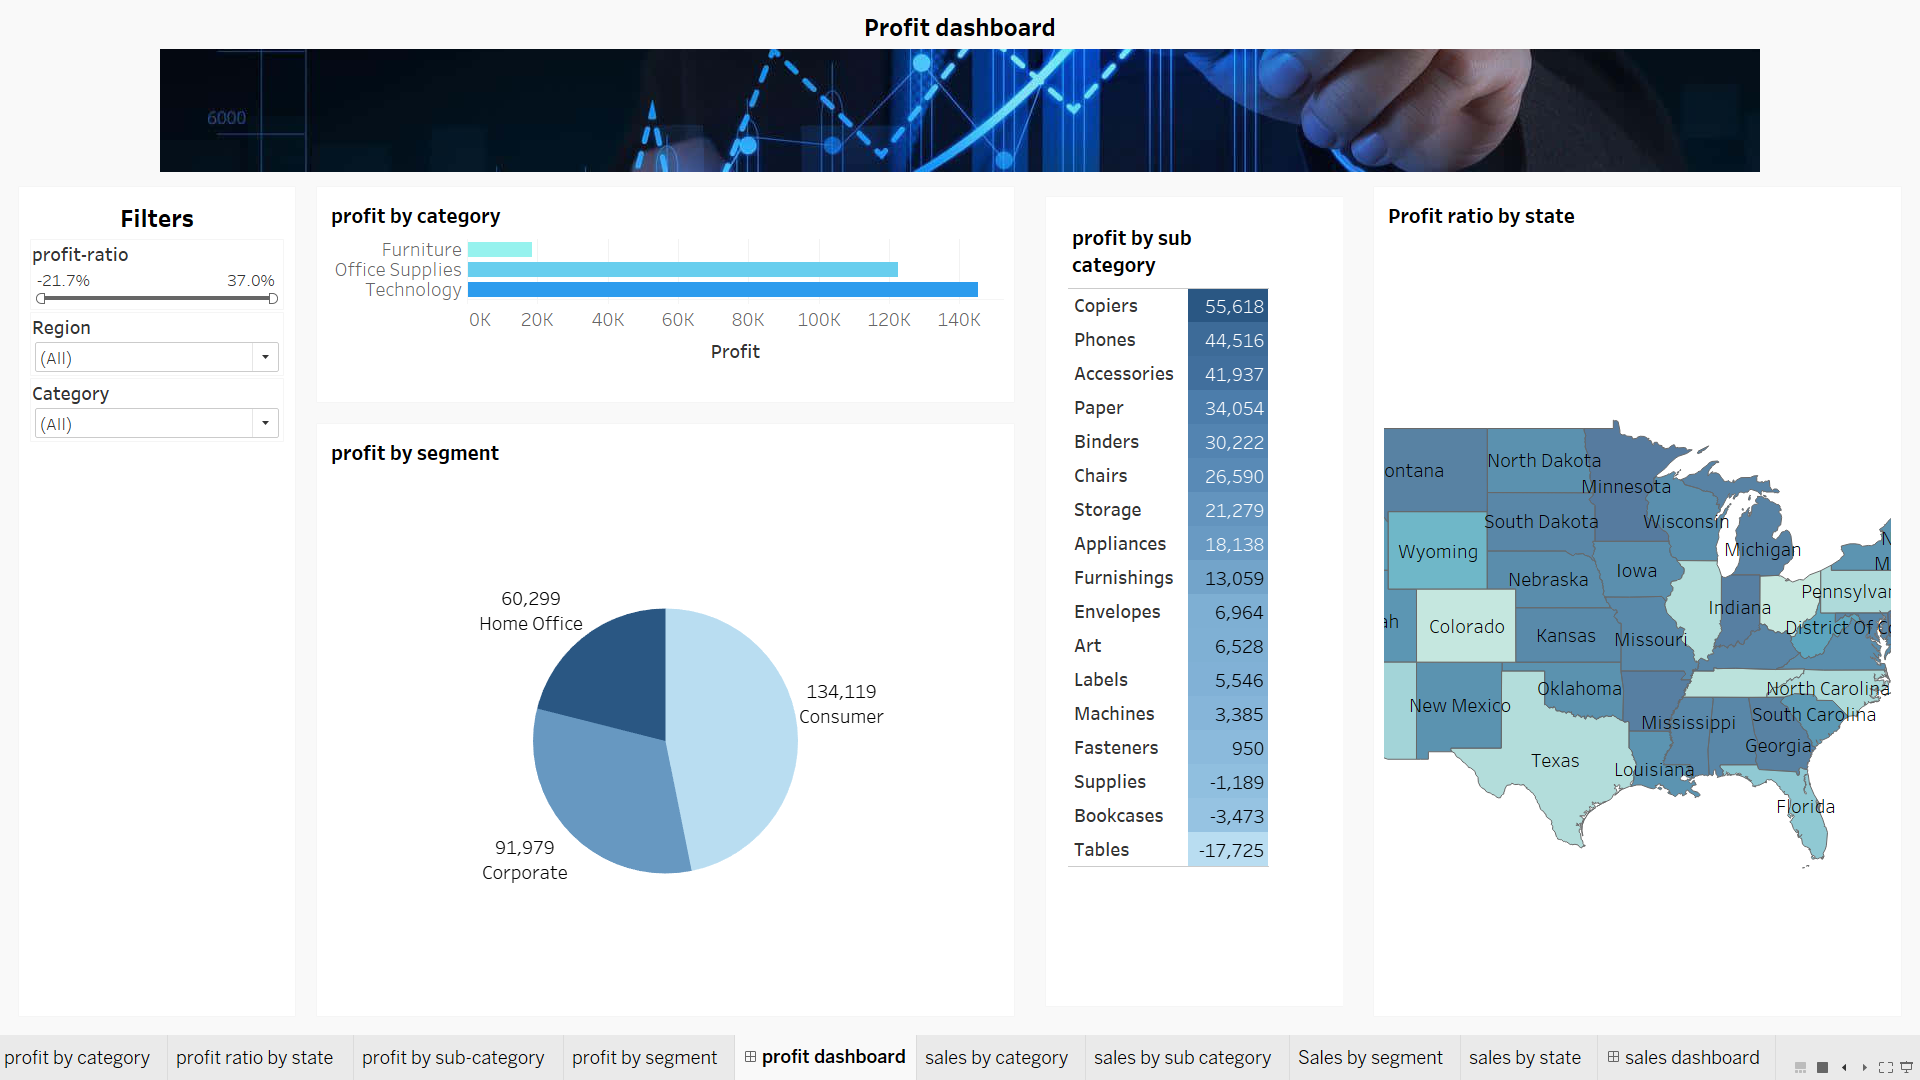 Profit dashboard
6000
Filters
profit-ratio
-21.7% 37.0%
Region
(All)
Category
(All)
profit by category
Furniture
Office Supplies
Technology
0K 20K 40K 60K 80K 100K 120K 140K
Profit
profit by segment
60,299
Home Office
134,119
Consumer
91,979
Corporate
profit by sub
category
Copiers 55,618
Phones 44,516
Accessories 41,937
Paper 34,054
Binders 30,222
Chairs 26,590
Storage 21,279
Appliances 18,138
Furnishings 13,059
Envelopes 6,964
Art 6,528
Labels 5,546
Machines 3,385
Fasteners 950
Supplies -1,189
Bookcases -3,473
Tables -17,725
Profit ratio by state
ontana
North Dakota
Minnesota
South Dakota
Wisconsin
Wyoming
Michigan
Nebraska
Iowa
Pennsylva
Indiana
ah
Colorado
Kansas
Missouri
District Of C
New Mexico
Oklahoma
North Carolina
Mississippi
South Carolina
Georgia
Texas
Louisiana
Florida
profit by category profit ratio by state profit by sub-category profit by segment profit dashboard sales by category sales by sub category Sales by segment sales by state sales dashboard